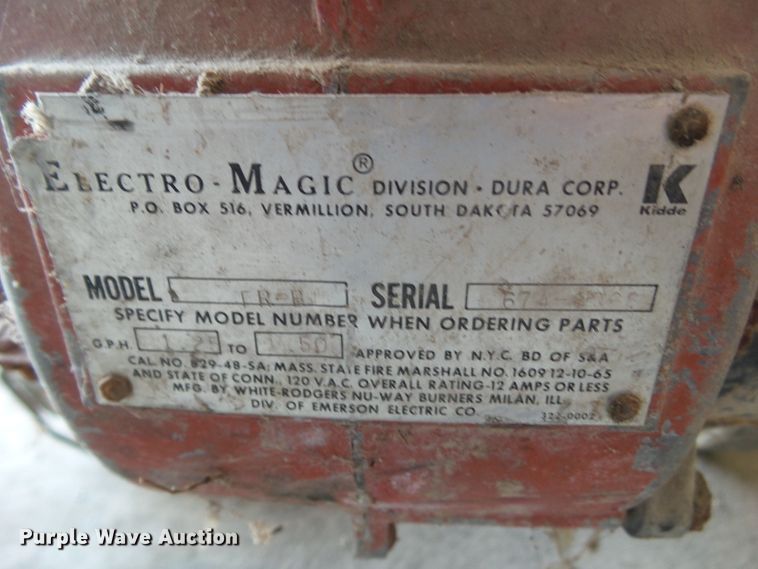 ELECTRO-MAGIC® DIVISION · DURA CORP. K Kidde
P.O. BOX 516, VERMILLION, SOUTH DAKOTA 57069
MODEL SERIAL
SPECIFY MODEL NUMBER WHEN ORDERING PARTS
G.P.H. TO APPROVED BY N.Y.C. BD OF S&A
CAL. NO. 829-48-SA; MASS. STATE FIRE MARSHALL NO. 160912-10-65
AND STATE OF CONN., 120 V.A.C. OVERALL RATING-12 AMPS OR LESS
MFG. BY, WHITE-RODGERS NU-WAY BURNERS MILAN, ILL.
DIV. OF EMERSON ELECTRIC CO. 322-0002
Purple Wave Auction